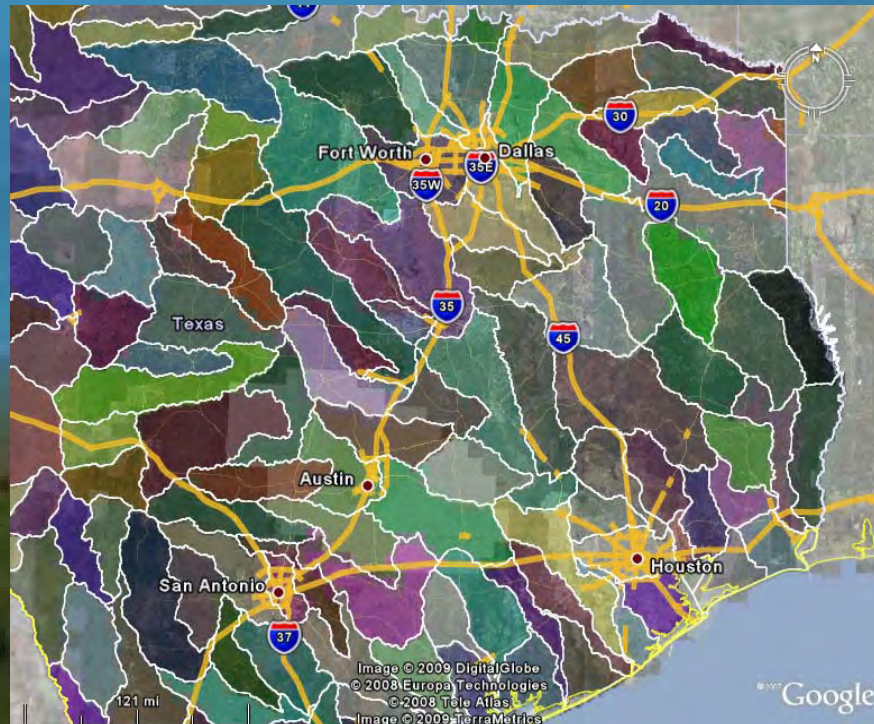 N
30
Fort Worth
Dallas
35E
35W
20
35
Texas
45
Austin
Houston
San Antonio
37
Image © 2009 DigitalGlobe
© 2008 Europa Technologies
© 2008 Tele Atlas
Image © 2009 TerraMetrics
121 mi
Google